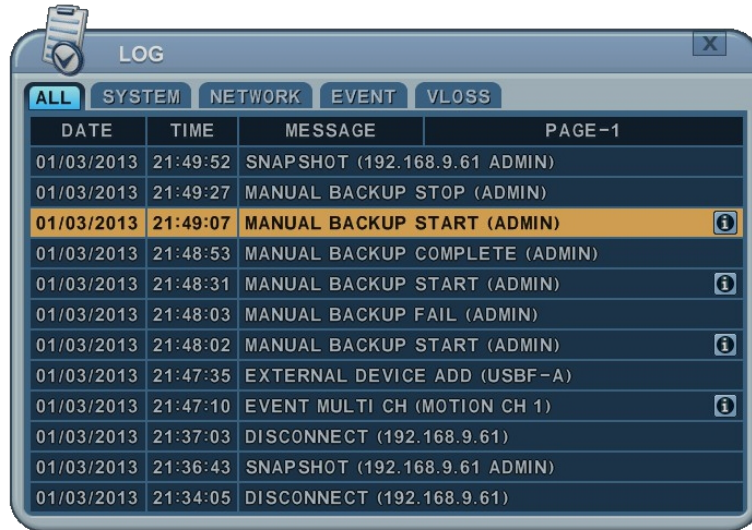 LOG
X
ALL SYSTEM NETWORK EVENT VLOSS
DATE TIME MESSAGE PAGE-1
01/03/2013 21:49:52 SNAPSHOT (192.168.9.61 ADMIN)
01/03/2013 21:49:27 MANUAL BACKUP STOP (ADMIN)
01/03/2013 21:49:07 MANUAL BACKUP START (ADMIN)
01/03/2013 21:48:53 MANUAL BACKUP COMPLETE (ADMIN)
01/03/2013 21:48:31 MANUAL BACKUP START (ADMIN)
01/03/2013 21:48:03 MANUAL BACKUP FAIL (ADMIN)
01/03/2013 21:48:02 MANUAL BACKUP START (ADMIN)
01/03/2013 21:47:35 EXTERNAL DEVICE ADD (USBF-A)
01/03/2013 21:47:10 EVENT MULTI CH (MOTION CH 1)
01/03/2013 21:37:03 DISCONNECT (192.168.9.61)
01/03/2013 21:36:43 SNAPSHOT (192.168.9.61 ADMIN)
01/03/2013 21:34:05 DISCONNECT (192.168.9.61)